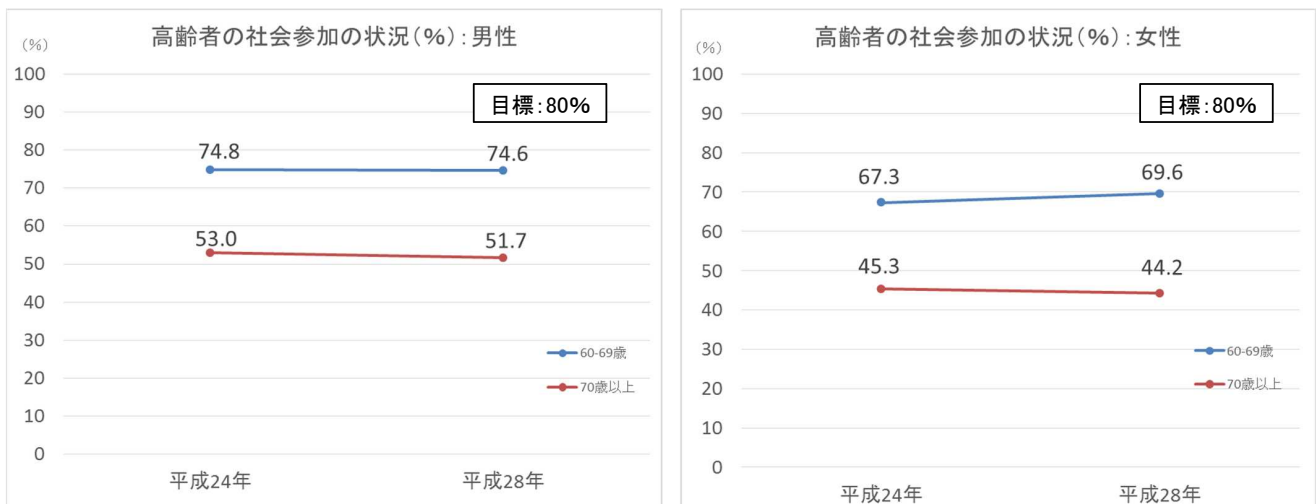 高齢者の社会参加の状況(%):男性
(%)
目標:80%
100
90
80
70
60
50
40
30
20
10
0
74.8
74.6
53.0
51.7
60-69歳
70歳以上
平成24年
平成28年
高齢者の社会参加の状況(%):女性
(%)
目標:80%
100
90
80
70
60
50
40
30
20
10
0
67.3
69.6
45.3
44.2
60-69歳
70歳以上
平成24年
平成28年